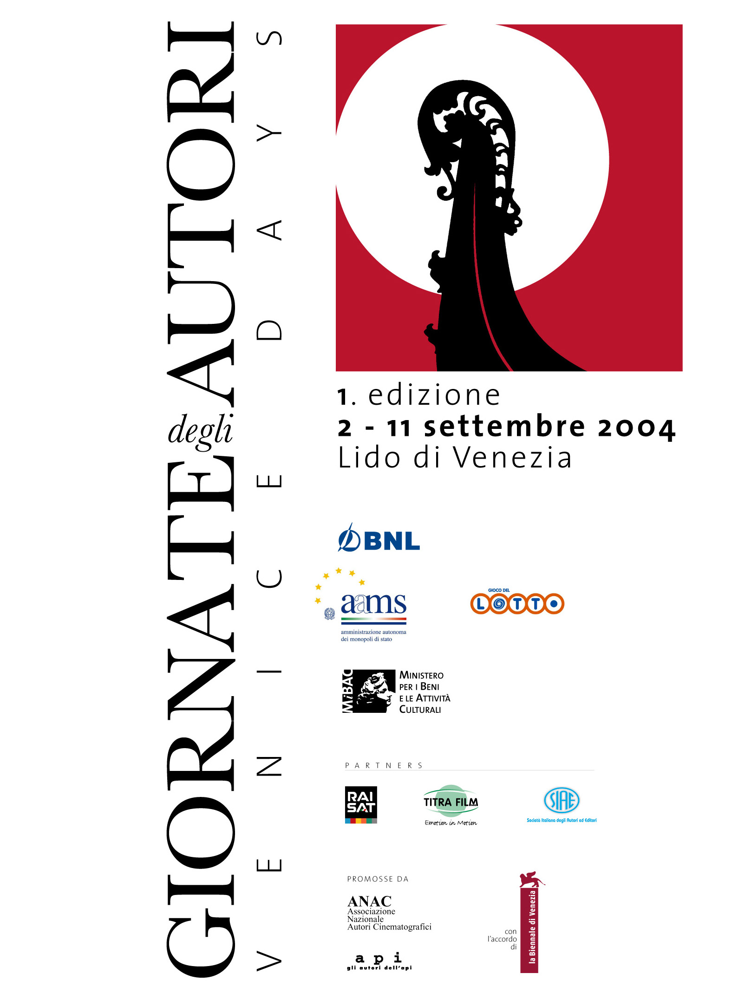 GIORNATE degli AUTORI
VENICE DAYS
1. edizione
2 - 11 settembre 2004
Lido di Venezia
BNL
aams
amministrazione autonoma
dei monopoli di stato
GIOCO DEL
LOTTO
MiBAC
MINISTERO
PER I BENI
E LE ATTIVITÀ
CULTURALI
PARTNERS
RAI
SAT
TITRA FILM
Emotion in Motion
SIAE
Società Italiana degli Autori ed Editori
PROMOSSE DA
ANAC
Associazione
Nazionale
Autori Cinematografici
api
gli autori dell'api
con
l'accordo
di
la Biennale di Venezia